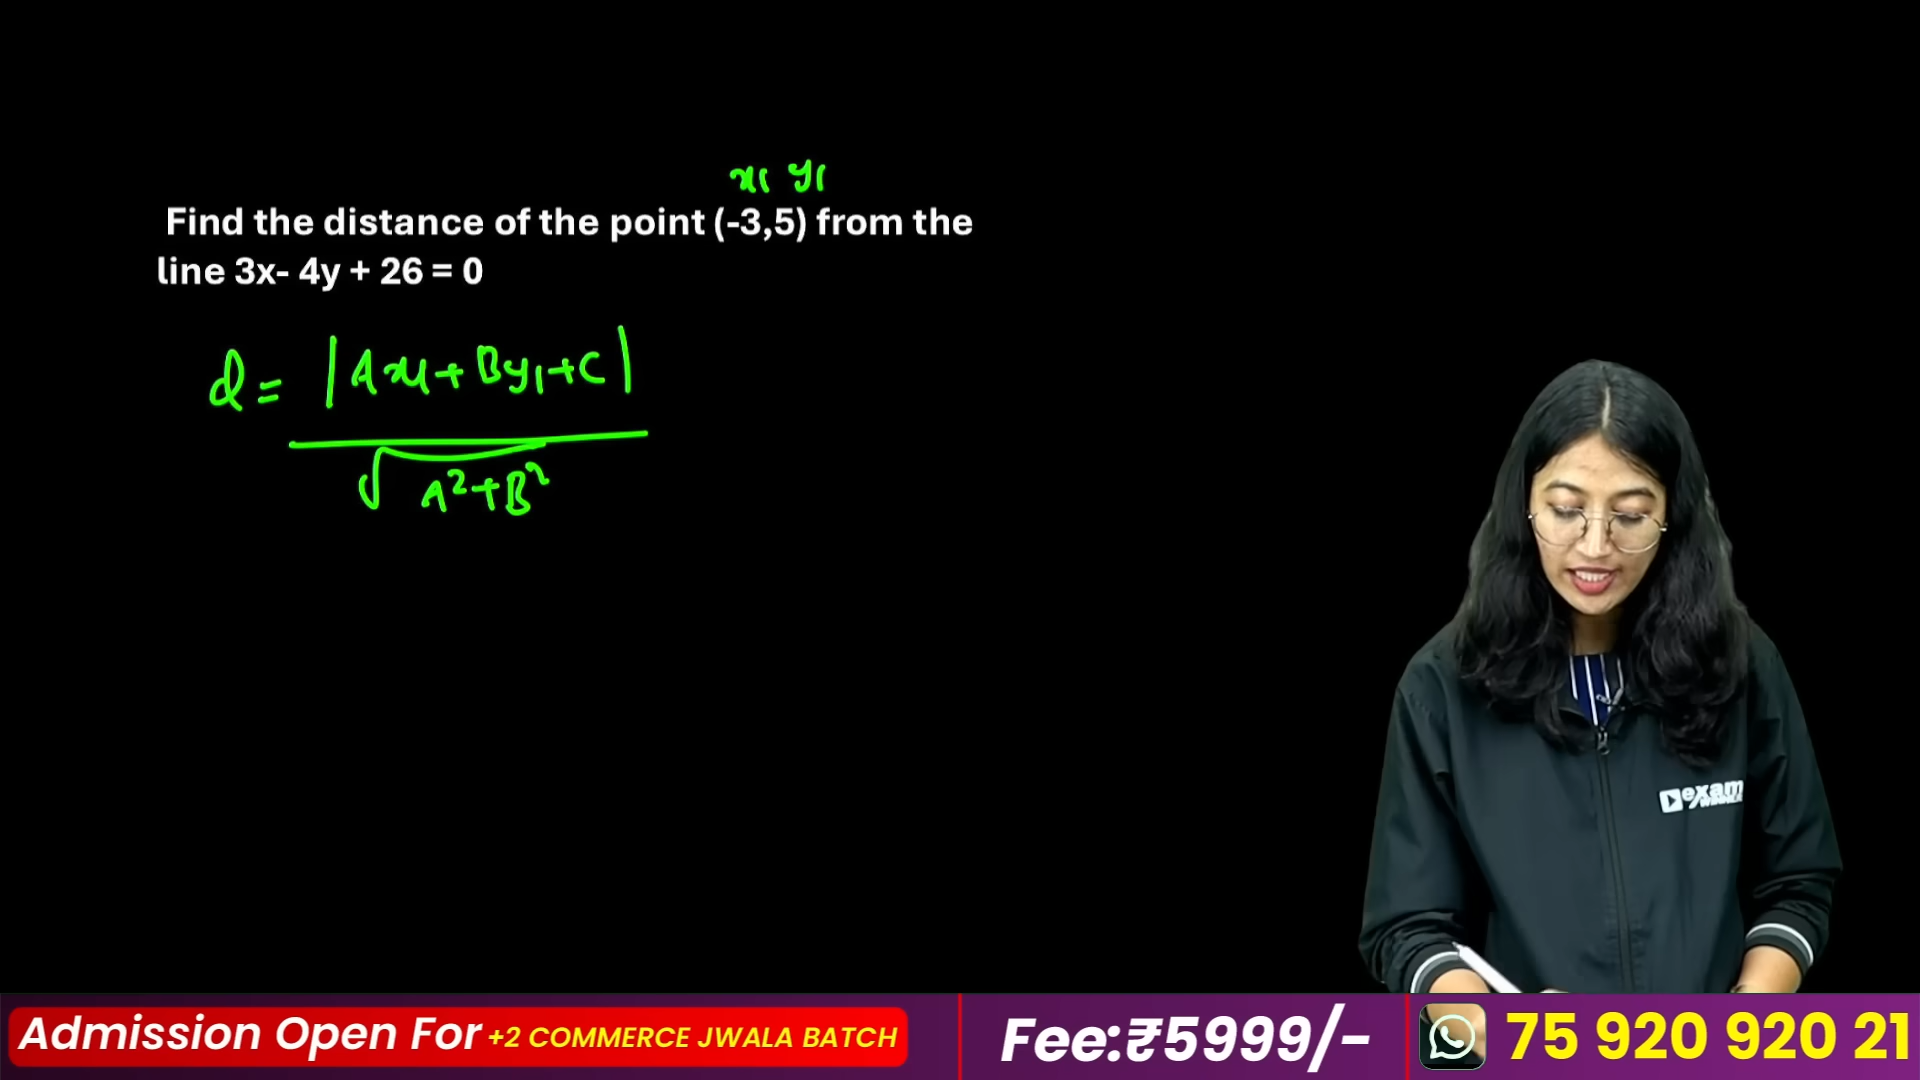 x₁ y₁
Find the distance of the point (-3,5) from the
line 3x- 4y + 26 = 0
d = |Ax₁ + By₁ + C|
√A²+B²
exam
WINNER
Admission Open For +2 COMMERCE JWALA BATCH
Fee:₹5999/-
75 920 920 21